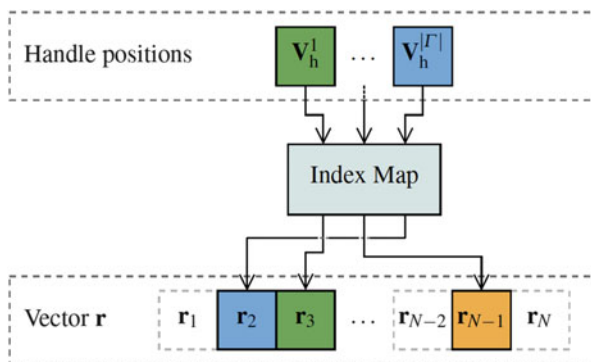 Handle positions V_h^1 … V_h^{|Γ|}
Index Map
Vector r r_1 r_2 r_3 … r_{N−2} r_{N−1} r_N